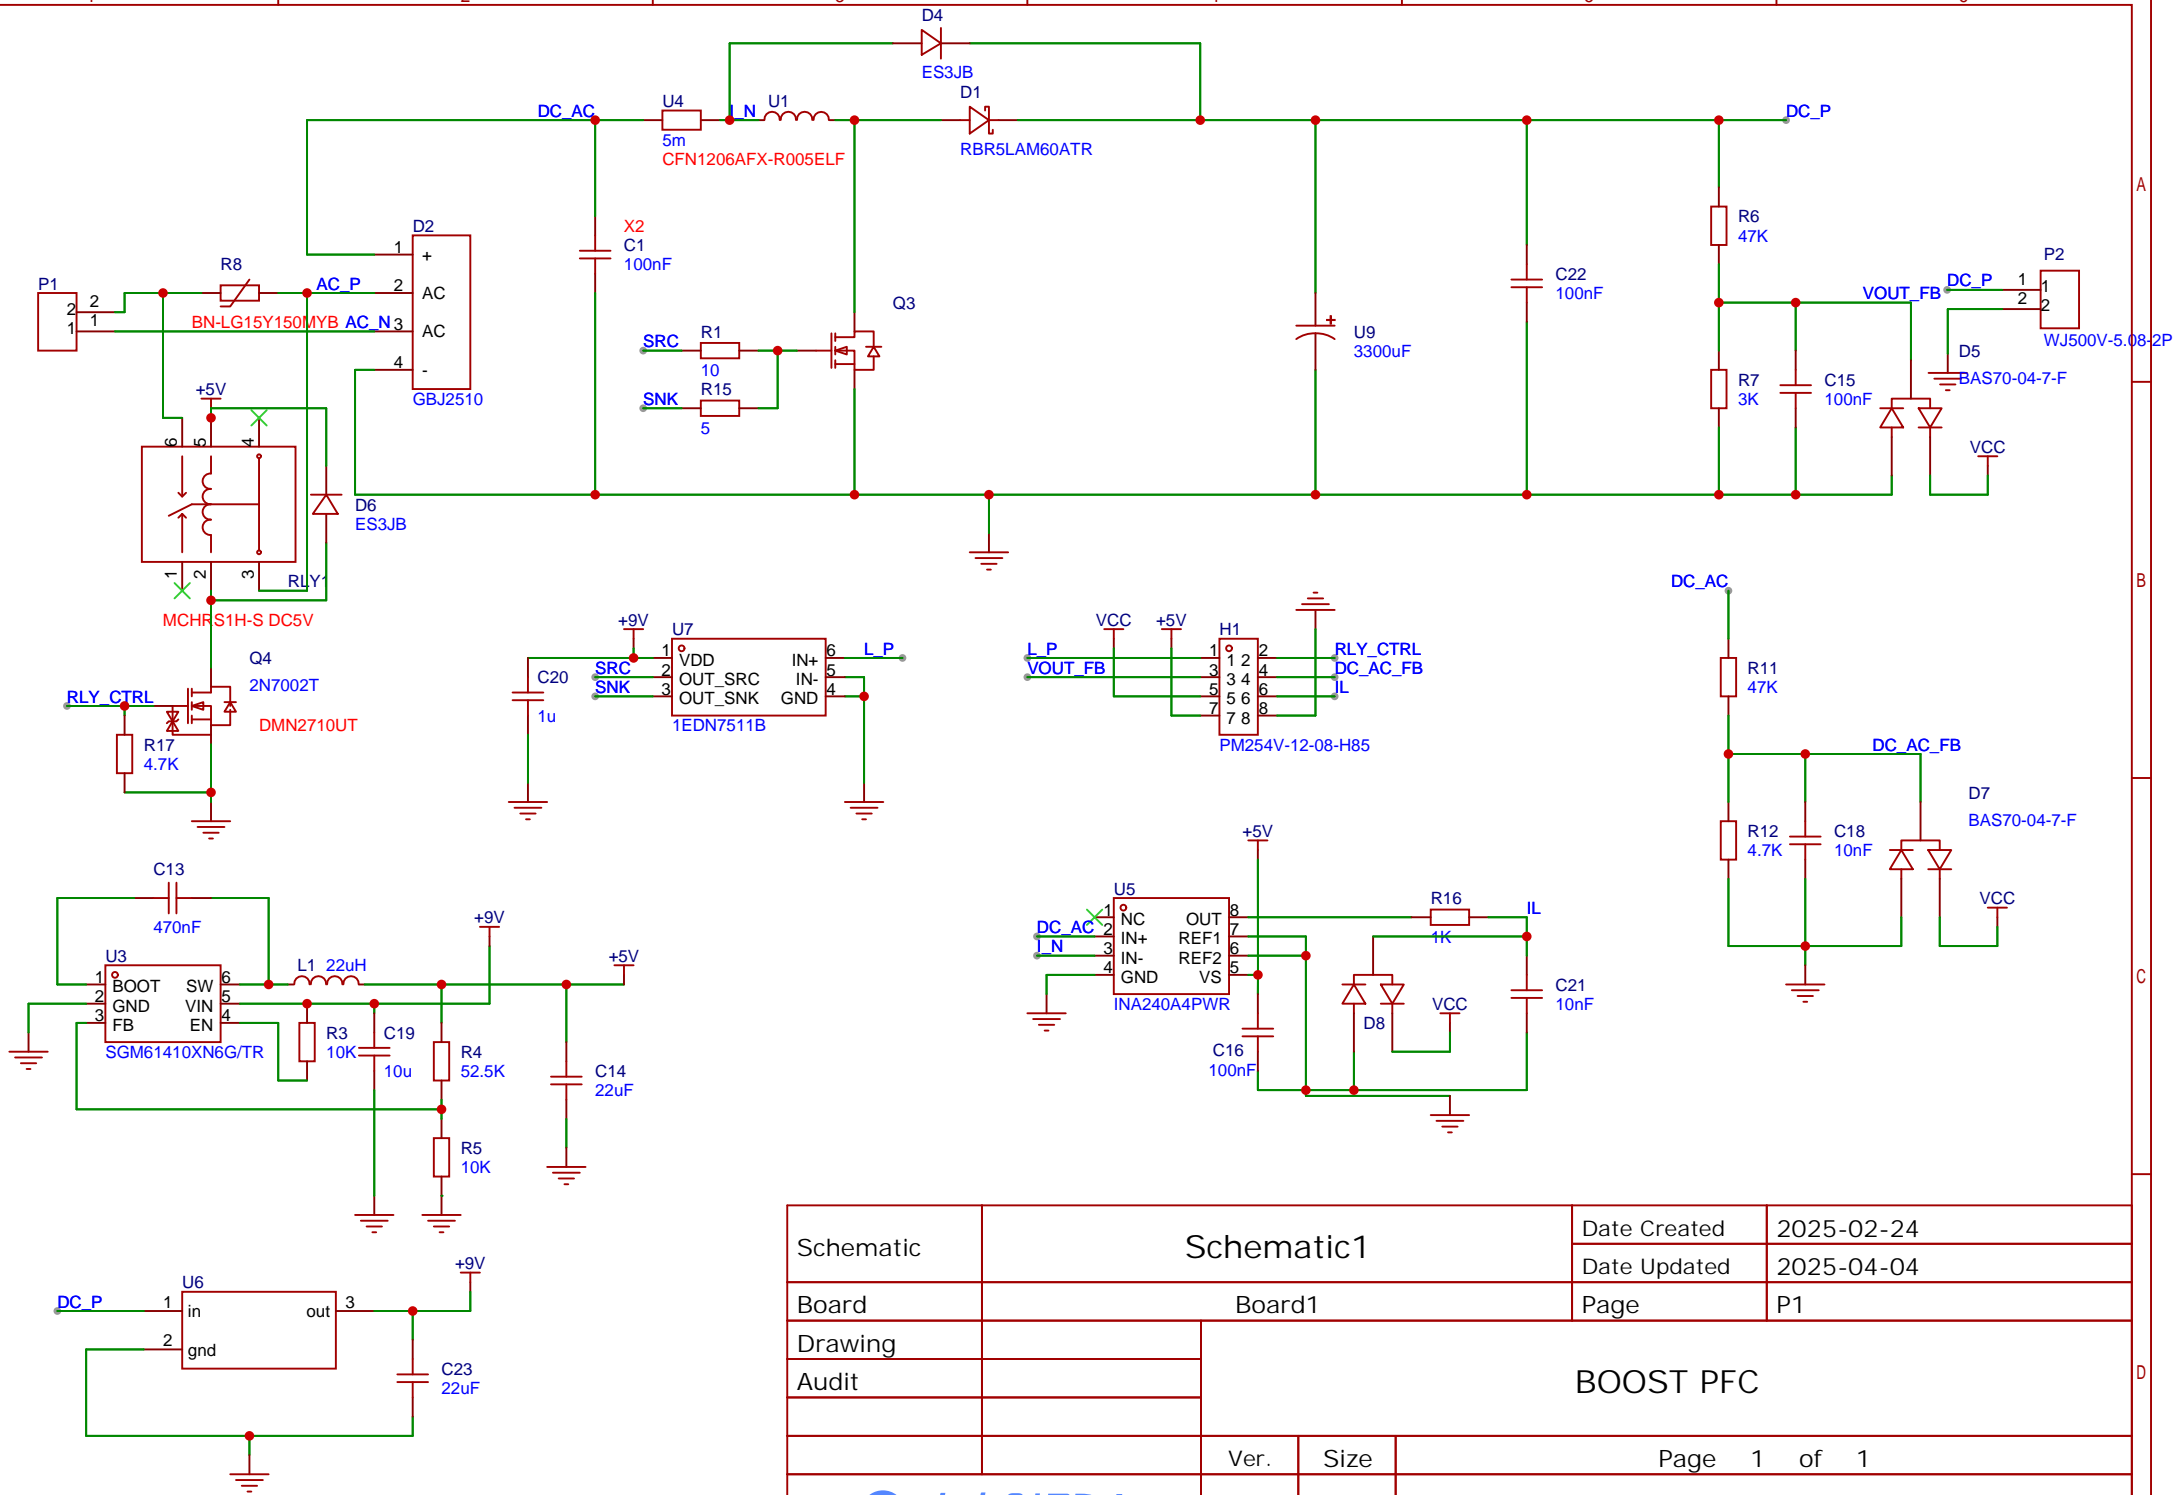 D4
ES3JB
DC_AC
U4
5m
CFN1206AFX-R005ELF
I_N
U1
D1
RBR5LAM60ATR
DC_P
A
D2
1
+
2
AC
3
AC
4
-
GBJ2510
X2
C1
100nF
P1
2
2
1
1
R8
BN-LG15Y150MYB
AC_P
AC_N
Q3
SRC
R1
10
SNK
R15
5
U9
3300uF
C22
100nF
R6
47K
R7
3K
C15
100nF
VOUT_FB
DC_P
P2
1
1
2
2
WJ500V-5.08-2P
D5
BAS70-04-7-F
VCC
+5V
6
5
4
1
2
3
RLY1
MCHRS1H-S DC5V
D6
ES3JB
B
Q4
2N7002T
RLY_CTRL
DMN2710UT
R17
4.7K
+9V
U7
C20
1u
SRC
SNK
1
VDD
2
OUT_SRC
3
OUT_SNK
IN+
6
IN-
5
GND
4
L_P
1EDN7511B
VCC
+5V
H1
L_P
VOUT_FB
1
1 2
2
3
3 4
4
5
5 6
6
7
7 8
8
RLY_CTRL
DC_AC_FB
IL
PM254V-12-08-H85
DC_AC
R11
47K
DC_AC_FB
R12
4.7K
C18
10nF
D7
BAS70-04-7-F
VCC
C
C13
470nF
U3
1
BOOT
2
GND
3
FB
SW
6
VIN
5
EN
4
SGM61410XN6G/TR
L1
22uH
+9V
+5V
R3
10K
C19
10u
R4
52.5K
R5
10K
C14
22uF
+5V
U5
DC_AC
I_N
1
NC
2
IN+
3
IN-
4
GND
OUT
8
REF1
7
REF2
6
VS
5
INA240A4PWR
R16
1K
IL
D8
VCC
C21
10nF
C16
100nF
U6
DC_P
1
in
2
gnd
out
3
+9V
C23
22uF
D
Schematic
Schematic1
Date Created
2025-02-24
Date Updated
2025-04-04
Board
Board1
Page
P1
Drawing
Audit
BOOST PFC
Ver.
Size
Page 1 of 1